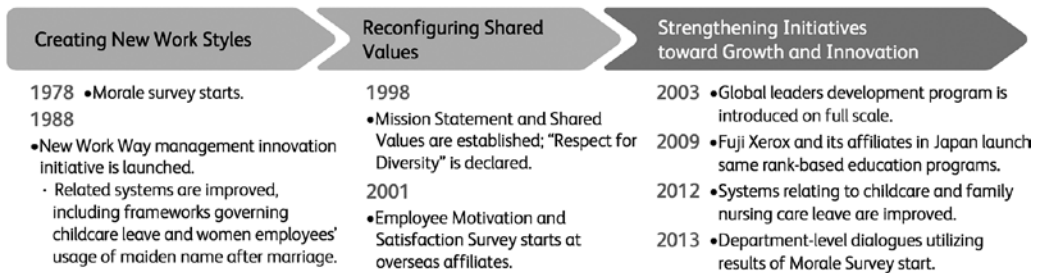 Creating New Work Styles
1978 •Morale survey starts.
1988
•New Work Way management innovation
initiative is launched.
· Related systems are improved,
including frameworks governing
childcare leave and women employees'
usage of maiden name after marriage.
Reconfiguring Shared
Values
1998
•Mission Statement and Shared
Values are established; “Respect for
Diversity” is declared.
2001
•Employee Motivation and
Satisfaction Survey starts at
overseas affiliates.
Strengthening Initiatives
toward Growth and Innovation
2003 •Global leaders development program is
introduced on full scale.
2009 •Fuji Xerox and its affiliates in Japan launch
same rank-based education programs.
2012 •Systems relating to childcare and family
nursing care leave are improved.
2013 •Department-level dialogues utilizing
results of Morale Survey start.